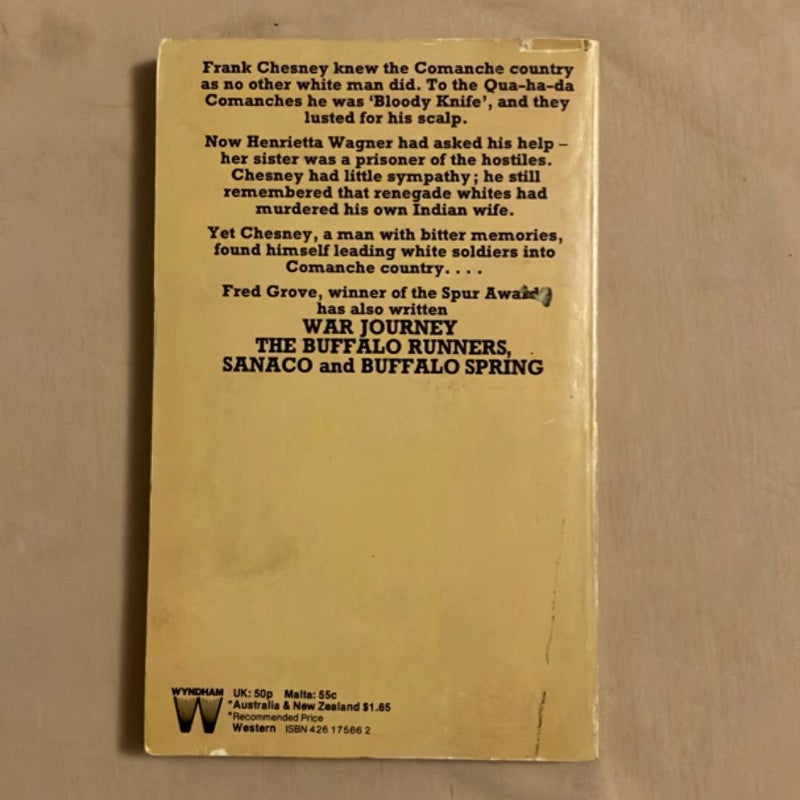 Frank Chesney knew the Comanche country
as no other white man did. To the Qua-ha-da
Comanches he was ‘Bloody Knife’, and they
lusted for his scalp.
Now Henrietta Wagner had asked his help –
her sister was a prisoner of the hostiles.
Chesney had little sympathy; he still
remembered that renegade whites had
murdered his own Indian wife.
Yet Chesney, a man with bitter memories,
found himself leading white soldiers into
Comanche country. . . .
Fred Grove, winner of the Spur Award
has also written
WAR JOURNEY
THE BUFFALO RUNNERS,
SANACO and BUFFALO SPRING
WYNDHAM
W
UK: 50p Malta: 55c
*Australia & New Zealand $1.65
*Recommended Price
Western ISBN 426 17566 2